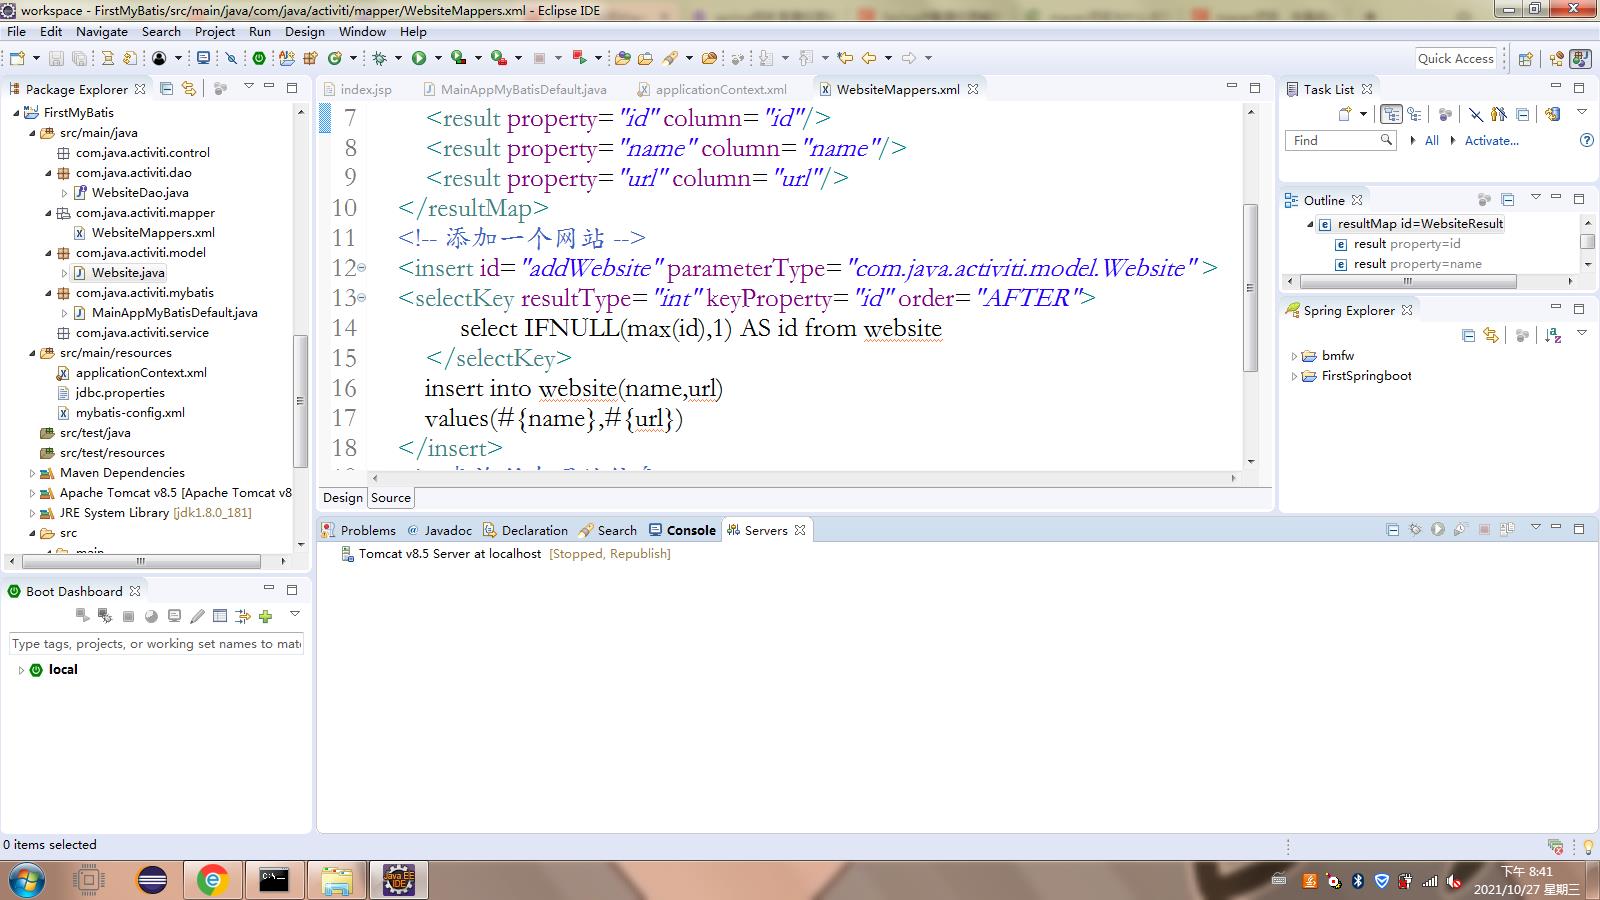 workspace - FirstMyBatis/src/main/java/com/java/activiti/mapper/WebsiteMappers.xml - Eclipse IDE
File Edit Navigate Search Project Run Design Window Help
Quick Access
Package Explorer
FirstMyBatis
src/main/java
com.java.activiti.control
com.java.activiti.dao
WebsiteDao.java
com.java.activiti.mapper
WebsiteMappers.xml
com.java.activiti.model
Website.java
com.java.activiti.mybatis
MainAppMyBatisDefault.java
com.java.activiti.service
src/main/resources
applicationContext.xml
jdbc.properties
mybatis-config.xml
src/test/java
src/test/resources
Maven Dependencies
Apache Tomcat v8.5 [Apache Tomcat v8
JRE System Library [jdk1.8.0_181]
src
main
Boot Dashboard
Type tags, projects, or working set names to mat
local
index.jsp MainAppMyBatisDefault.java applicationContext.xml WebsiteMappers.xml
7 <result property="id" column="id"/>
8 <result property="name" column="name"/>
9 <result property="url" column="url"/>
10 </resultMap>
11 <!-- 添加一个网站 -->
12 <insert id="addWebsite" parameterType="com.java.activiti.model.Website" >
13 <selectKey resultType="int" keyProperty="id" order="AFTER">
14 select IFNULL(max(id),1) AS id from website
15 </selectKey>
16 insert into website(name,url)
17 values(#{name},#{url})
18 </insert>
Design Source
Problems @ Javadoc Declaration Search Console Servers
Tomcat v8.5 Server at localhost [Stopped, Republish]
Task List
Find All Activate...
Outline
resultMap id=WebsiteResult
result property=id
result property=name
Spring Explorer
bmfw
FirstSpringboot
0 items selected
Java EE
IDE
下午 8:41
2021/10/27 星期三